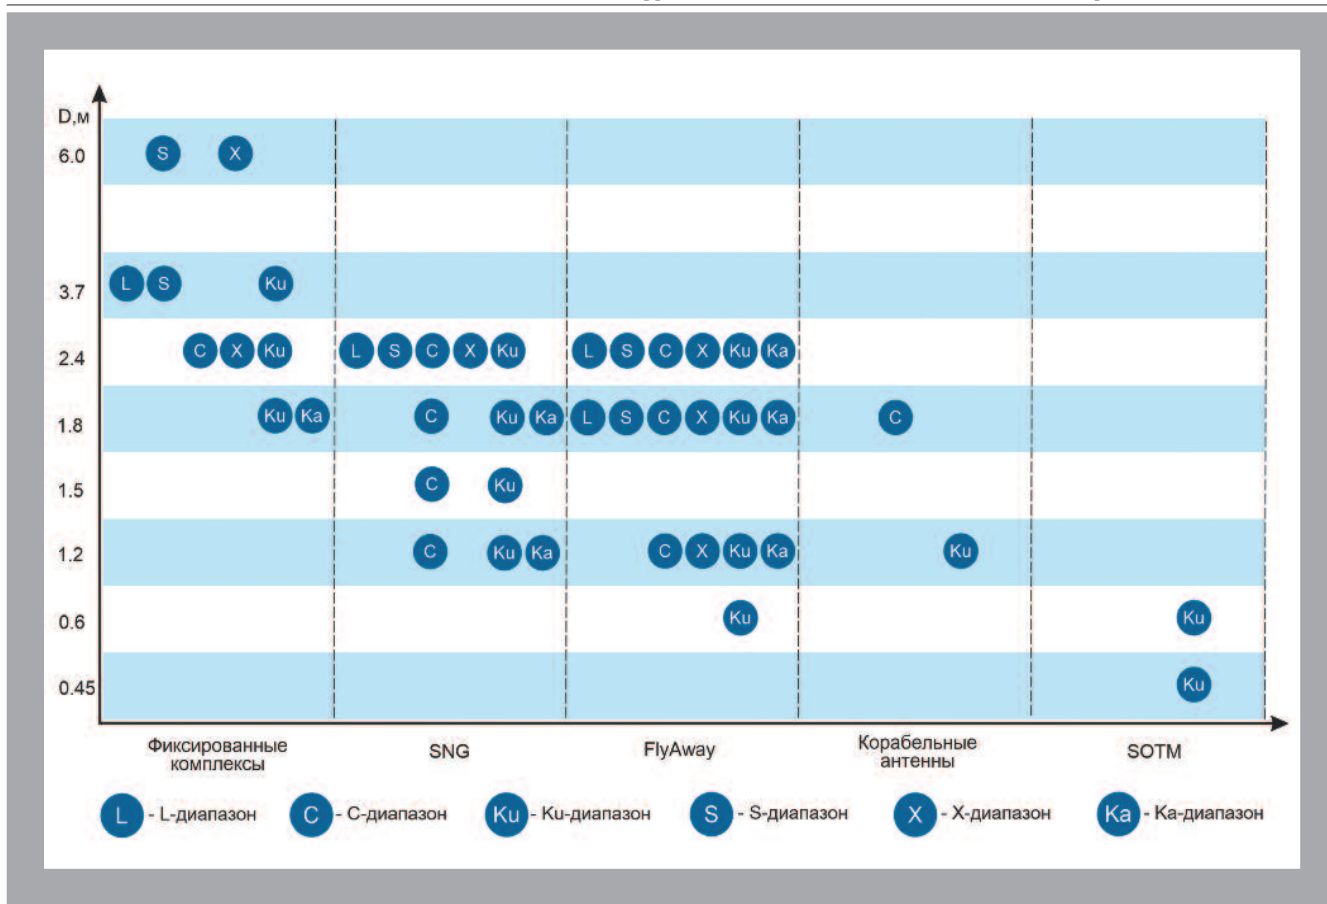 D,м
6.0 S X
3.7 L S Ku
2.4 C X Ku L S C X Ku L S C X Ku Ka
1.8 Ku Ka C Ku Ka L S C X Ku Ka C
1.5 C Ku
1.2 C Ku Ka C X Ku Ka Ku
0.6 Ku Ku
0.45 Ku
Фиксированные
комплексы
SNG
FlyAway
Корабельные
антенны
SOTM
L - L-диапазон C - C-диапазон Ku - Ku-диапазон S - S-диапазон X - X-диапазон Ka - Ka-диапазон